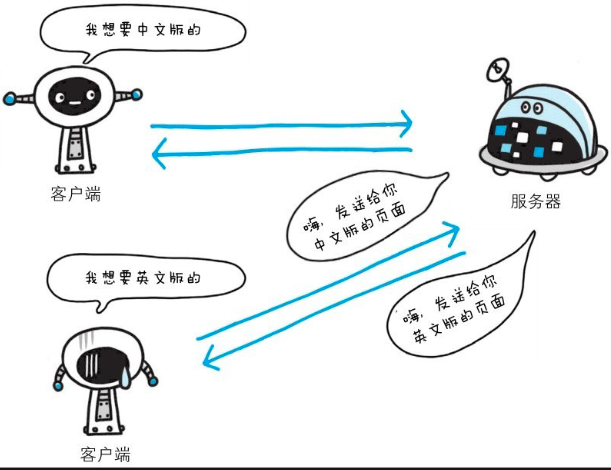 我想要中文版的
客户端
服务器
嗨，发送给你
中文版的页面
我想要英文版的
嗨，发送给你
英文版的页面
客户端